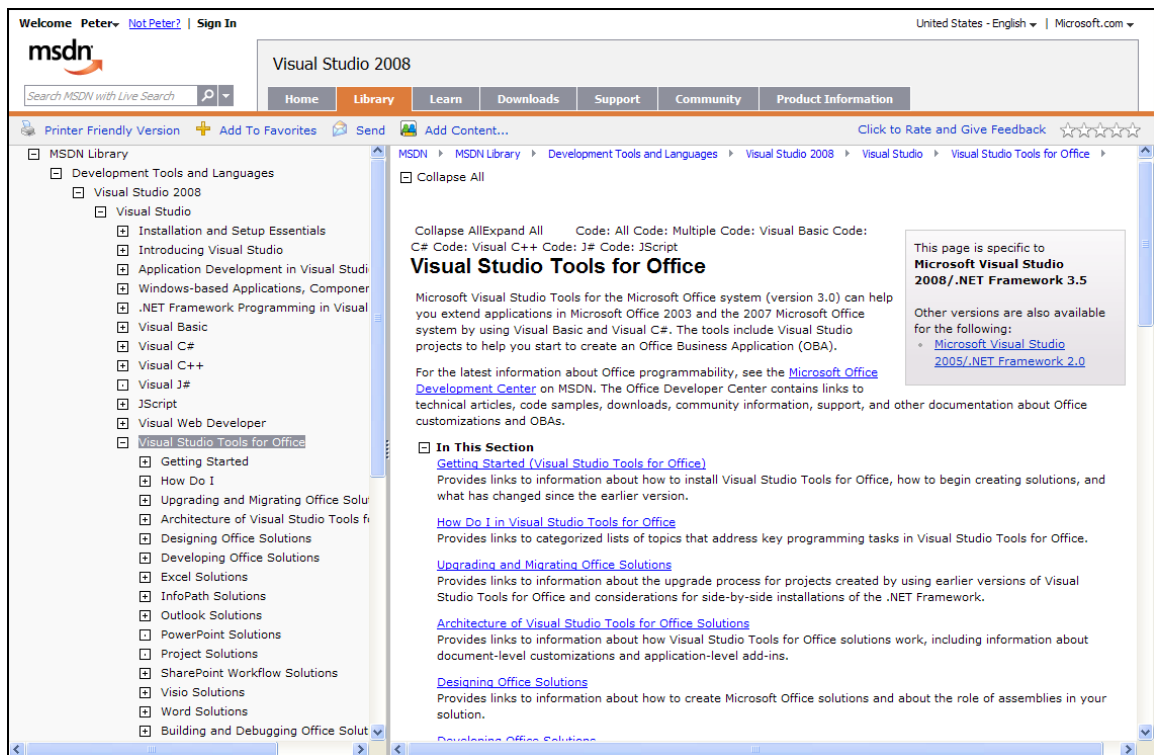 Welcome Peter Not Peter? | Sign In
United States - English | Microsoft.com
msdn
Visual Studio 2008
Search MSDN with Live Search
Home Library Learn Downloads Support Community Product Information
Printer Friendly Version Add To Favorites Send Add Content...
Click to Rate and Give Feedback
MSDN Library
Development Tools and Languages
Visual Studio 2008
Visual Studio
Installation and Setup Essentials
Introducing Visual Studio
Application Development in Visual Studi
Windows-based Applications, Componer
.NET Framework Programming in Visual
Visual Basic
Visual C#
Visual C++
Visual J#
JScript
Visual Web Developer
Visual Studio Tools for Office
Getting Started
How Do I
Upgrading and Migrating Office Solu
Architecture of Visual Studio Tools f
Designing Office Solutions
Developing Office Solutions
Excel Solutions
InfoPath Solutions
Outlook Solutions
PowerPoint Solutions
Project Solutions
SharePoint Workflow Solutions
Visio Solutions
Word Solutions
Building and Debugging Office Solut
MSDN MSDN Library Development Tools and Languages Visual Studio 2008 Visual Studio Visual Studio Tools for Office
Collapse All
Collapse AllExpand All Code: All Code: Multiple Code: Visual Basic Code:
C# Code: Visual C++ Code: J# Code: JScript
Visual Studio Tools for Office
Microsoft Visual Studio Tools for the Microsoft Office system (version 3.0) can help
you extend applications in Microsoft Office 2003 and the 2007 Microsoft Office
system by using Visual Basic and Visual C#. The tools include Visual Studio
projects to help you start to create an Office Business Application (OBA).
For the latest information about Office programmability, see the Microsoft Office
Development Center on MSDN. The Office Developer Center contains links to
technical articles, code samples, downloads, community information, support, and other documentation about Office
customizations and OBAs.
This page is specific to
Microsoft Visual Studio
2008/.NET Framework 3.5
Other versions are also available
for the following:
Microsoft Visual Studio
2005/.NET Framework 2.0
In This Section
Getting Started (Visual Studio Tools for Office)
Provides links to information about how to install Visual Studio Tools for Office, how to begin creating solutions, and
what has changed since the earlier version.
How Do I in Visual Studio Tools for Office
Provides links to categorized lists of topics that address key programming tasks in Visual Studio Tools for Office.
Upgrading and Migrating Office Solutions
Provides links to information about the upgrade process for projects created by using earlier versions of Visual
Studio Tools for Office and considerations for side-by-side installations of the .NET Framework.
Architecture of Visual Studio Tools for Office Solutions
Provides links to information about how Visual Studio Tools for Office solutions work, including information about
document-level customizations and application-level add-ins.
Designing Office Solutions
Provides links to information about how to create Microsoft Office solutions and about the role of assemblies in your
solution.
Developing Office Solutions